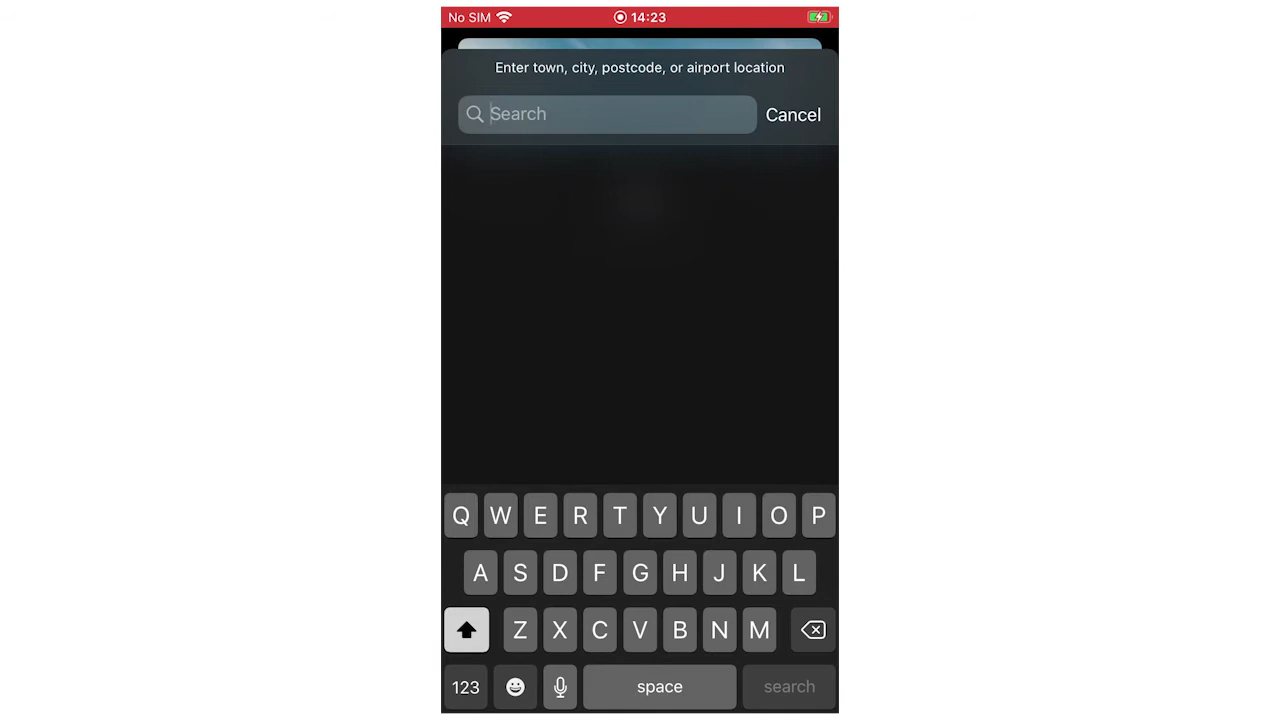 No SIM 14:23
Enter town, city, postcode, or airport location
Search Cancel
Q W E R T Y U I O P
A S D F G H J K L
Z X C V B N M
123 space search